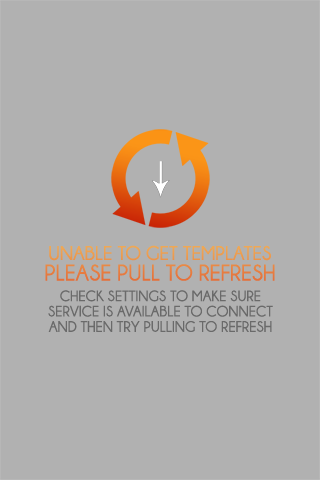 UNABLE TO GET TEMPLATES
PLEASE PULL TO REFRESH
CHECK SETTINGS TO MAKE SURE
SERVICE IS AVAILABLE TO CONNECT
AND THEN TRY PULLING TO REFRESH